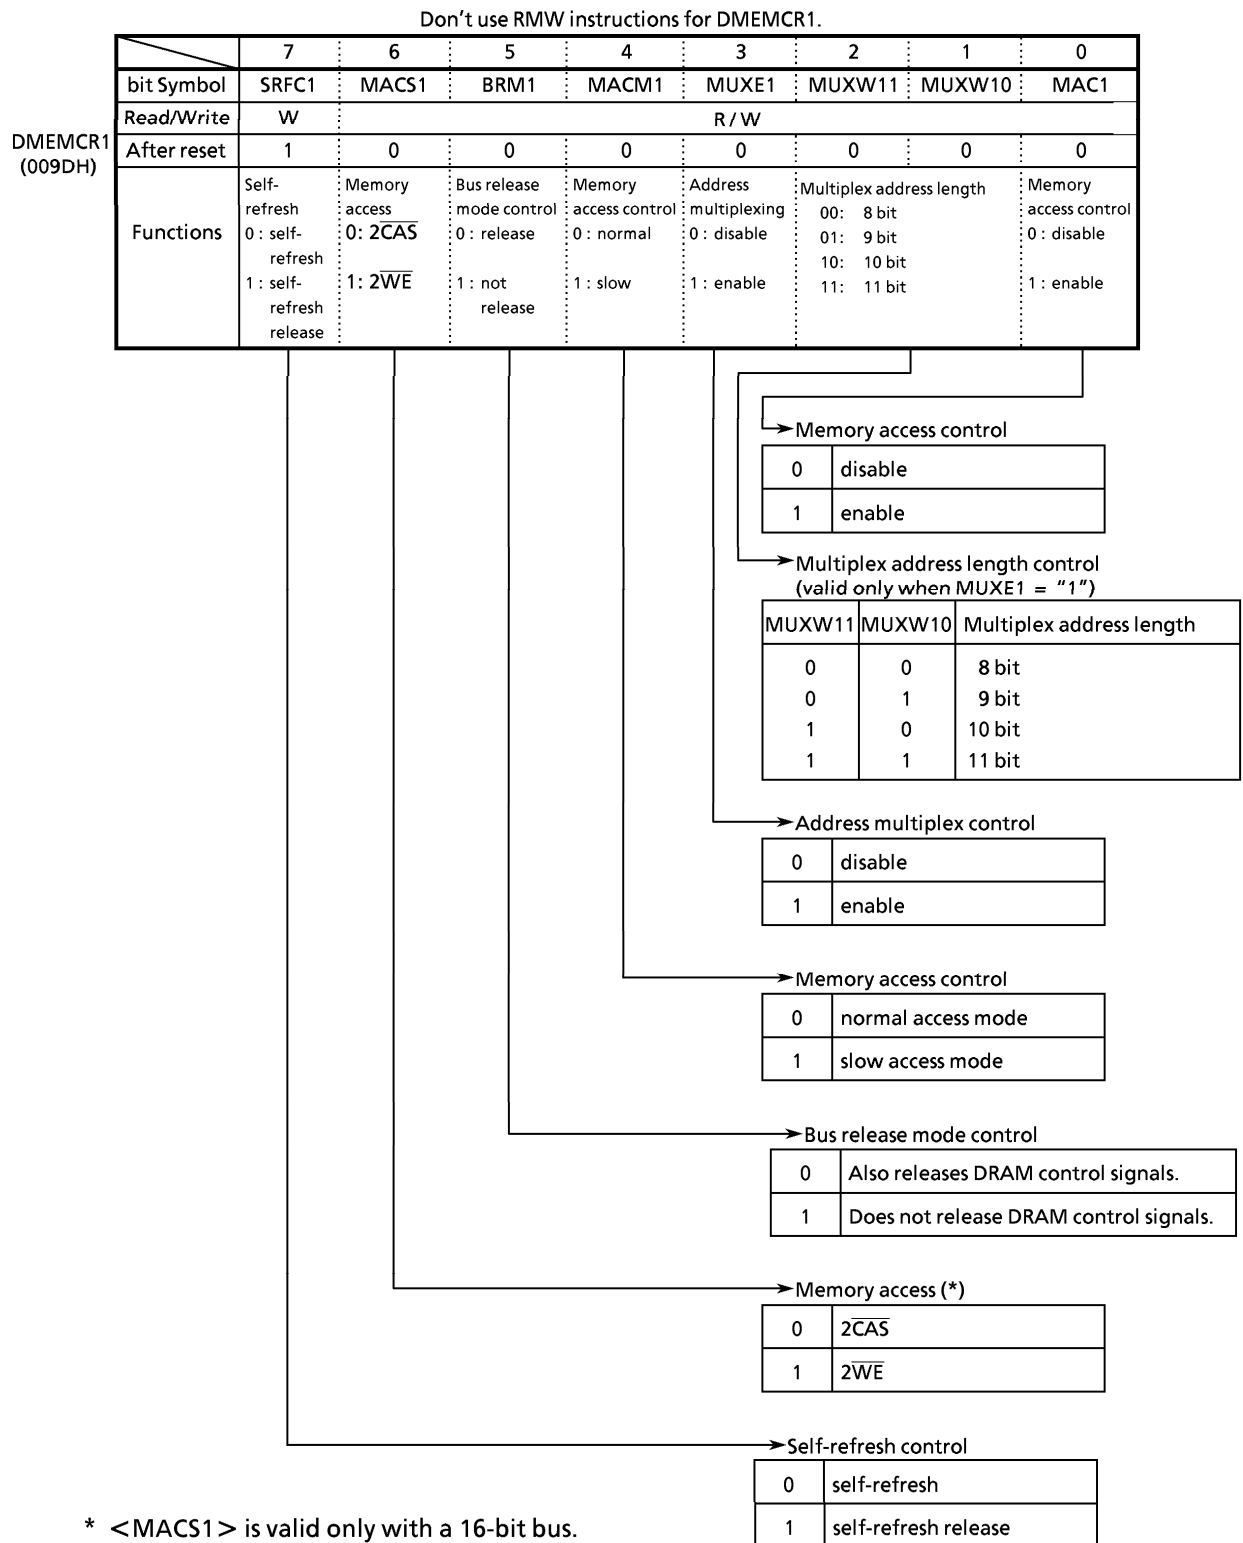 Don't use RMW instructions for DMEMCR1.
7 6 5 4 3 2 1 0
bit Symbol SRFC1 MACS1 BRM1 MACM1 MUXE1 MUXW11 MUXW10 MAC1
Read/Write W R / W
DMEMCR1
(009DH)
After reset 1 0 0 0 0 0 0 0
Functions
Self-
refresh
0 : self-
refresh
1 : self-
refresh
release
Memory
access
0: 2C̅A̅S̅
1: 2W̅E̅
Bus release
mode control
0 : release
1 : not
release
Memory
access control
0 : normal
1 : slow
Address
multiplexing
0 : disable
1 : enable
Multiplex address length
00: 8 bit
01: 9 bit
10: 10 bit
11: 11 bit
Memory
access control
0 : disable
1 : enable
Memory access control
0 disable
1 enable
Multiplex address length control
(valid only when MUXE1 = "1")
MUXW11 MUXW10 Multiplex address length
0 0 8 bit
0 1 9 bit
1 0 10 bit
1 1 11 bit
Address multiplex control
0 disable
1 enable
Memory access control
0 normal access mode
1 slow access mode
Bus release mode control
0 Also releases DRAM control signals.
1 Does not release DRAM control signals.
Memory access (*)
0 2C̅A̅S̅
1 2W̅E̅
Self-refresh control
0 self-refresh
1 self-refresh release
* <MACS1> is valid only with a 16-bit bus.